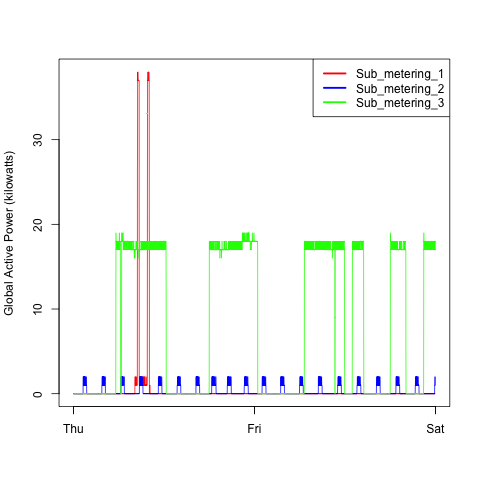 Sub_metering_1
Sub_metering_2
Sub_metering_3
Global Active Power (kilowatts)
30
20
10
0
Thu Fri Sat